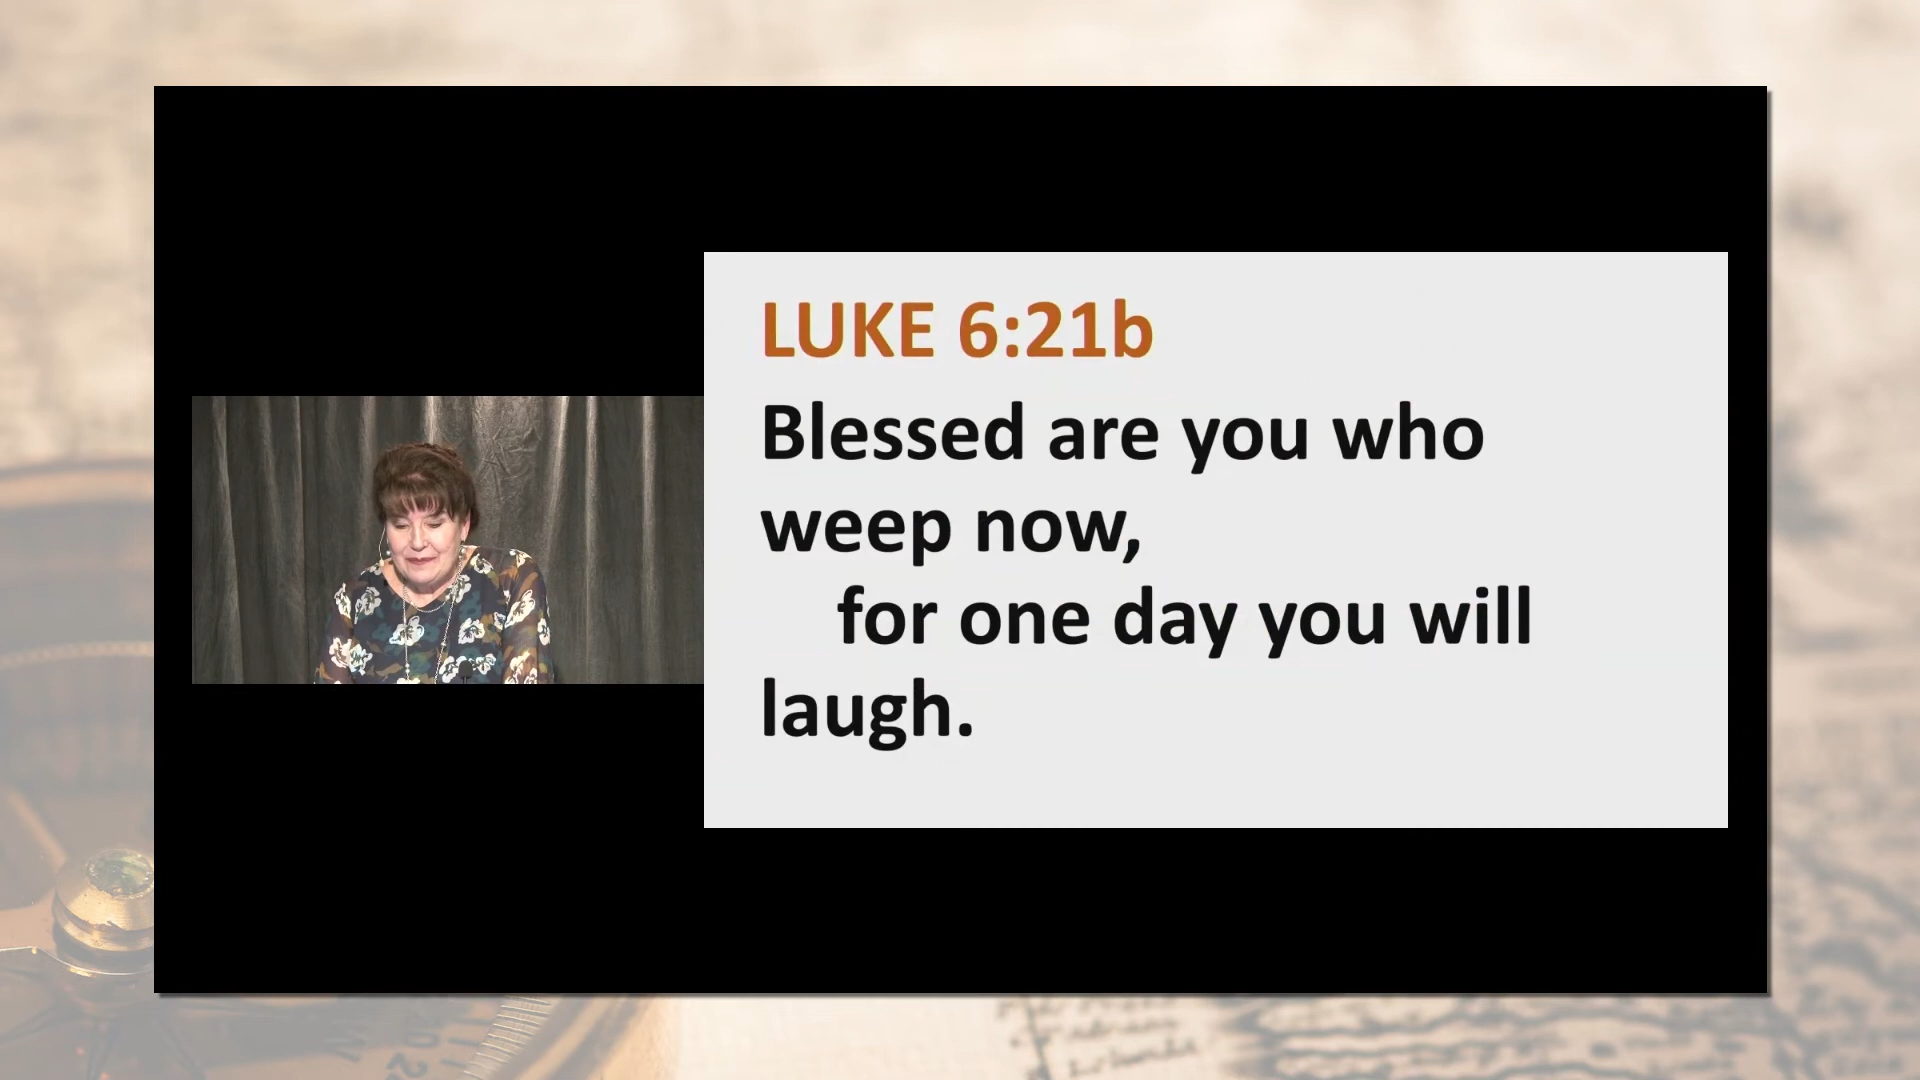 LUKE 6:21b
Blessed are you who
weep now,
for one day you will
laugh.